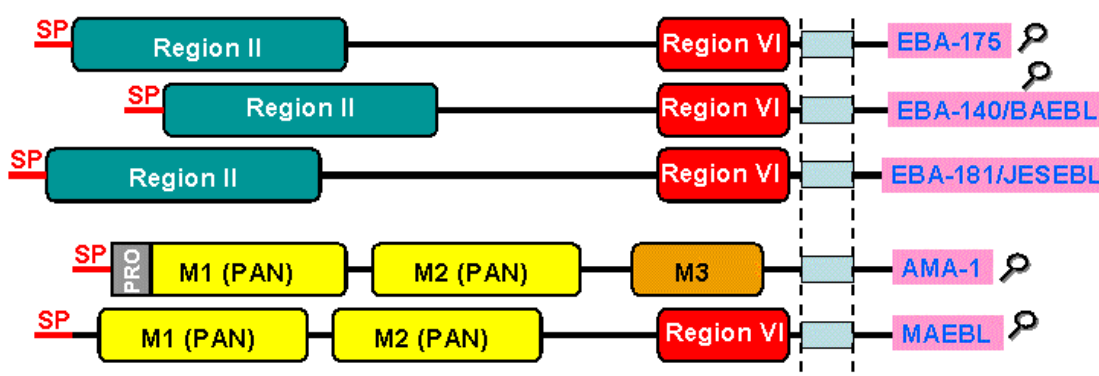 SP Region II Region VI EBA-175
SP Region II Region VI EBA-140/BAEBL
SP Region II Region VI EBA-181/JESEBL
SP PRO M1 (PAN) M2 (PAN) M3 AMA-1
SP M1 (PAN) M2 (PAN) Region VI MAEBL